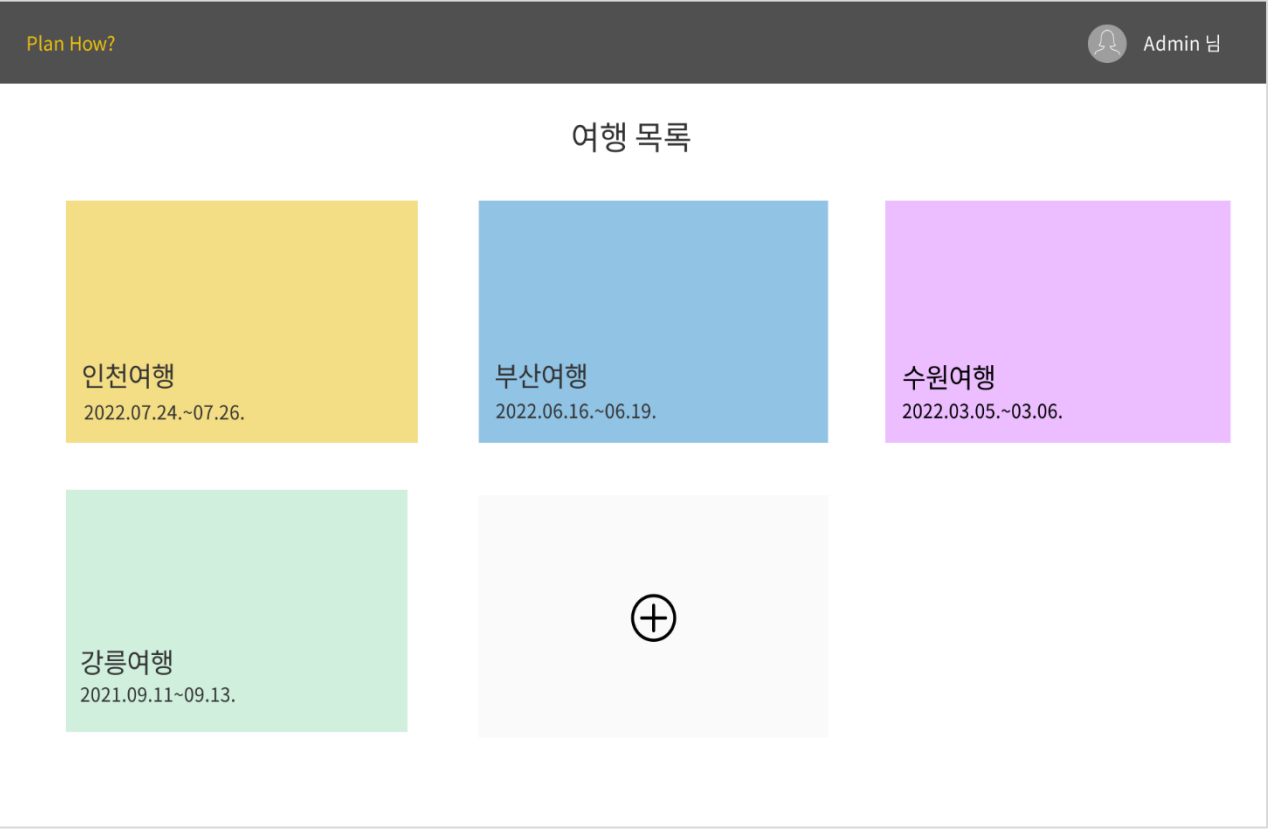 Plan How?
Admin 님
여행 목록
인천여행
2022.07.24.~07.26.
부산여행
2022.06.16.~06.19.
수원여행
2022.03.05.~03.06.
강릉여행
2021.09.11~09.13.